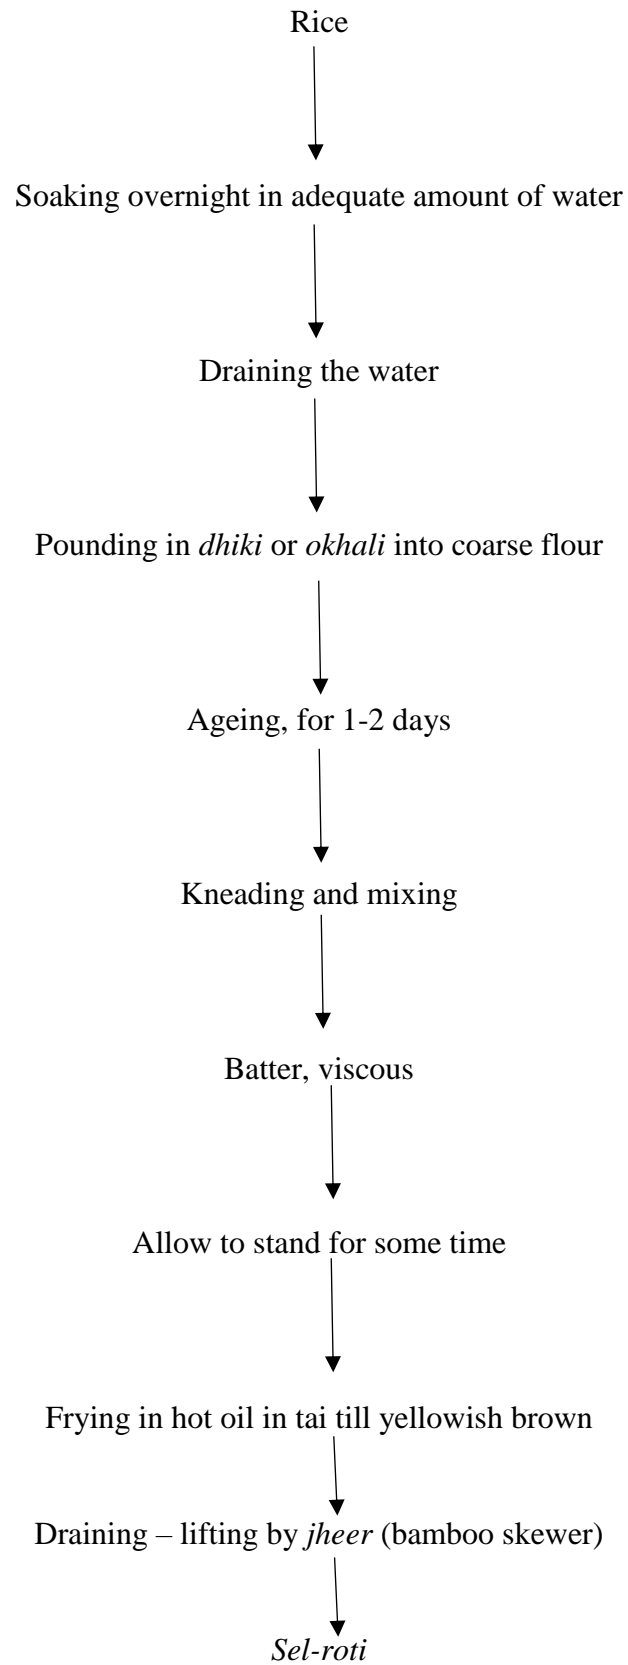 Rice
Soaking overnight in adequate amount of water
Draining the water
Pounding in dhiki or okhali into coarse flour
Ageing, for 1-2 days
Kneading and mixing
Batter, viscous
Allow to stand for some time
Frying in hot oil in tai till yellowish brown
Draining – lifting by jheer (bamboo skewer)
Sel-roti